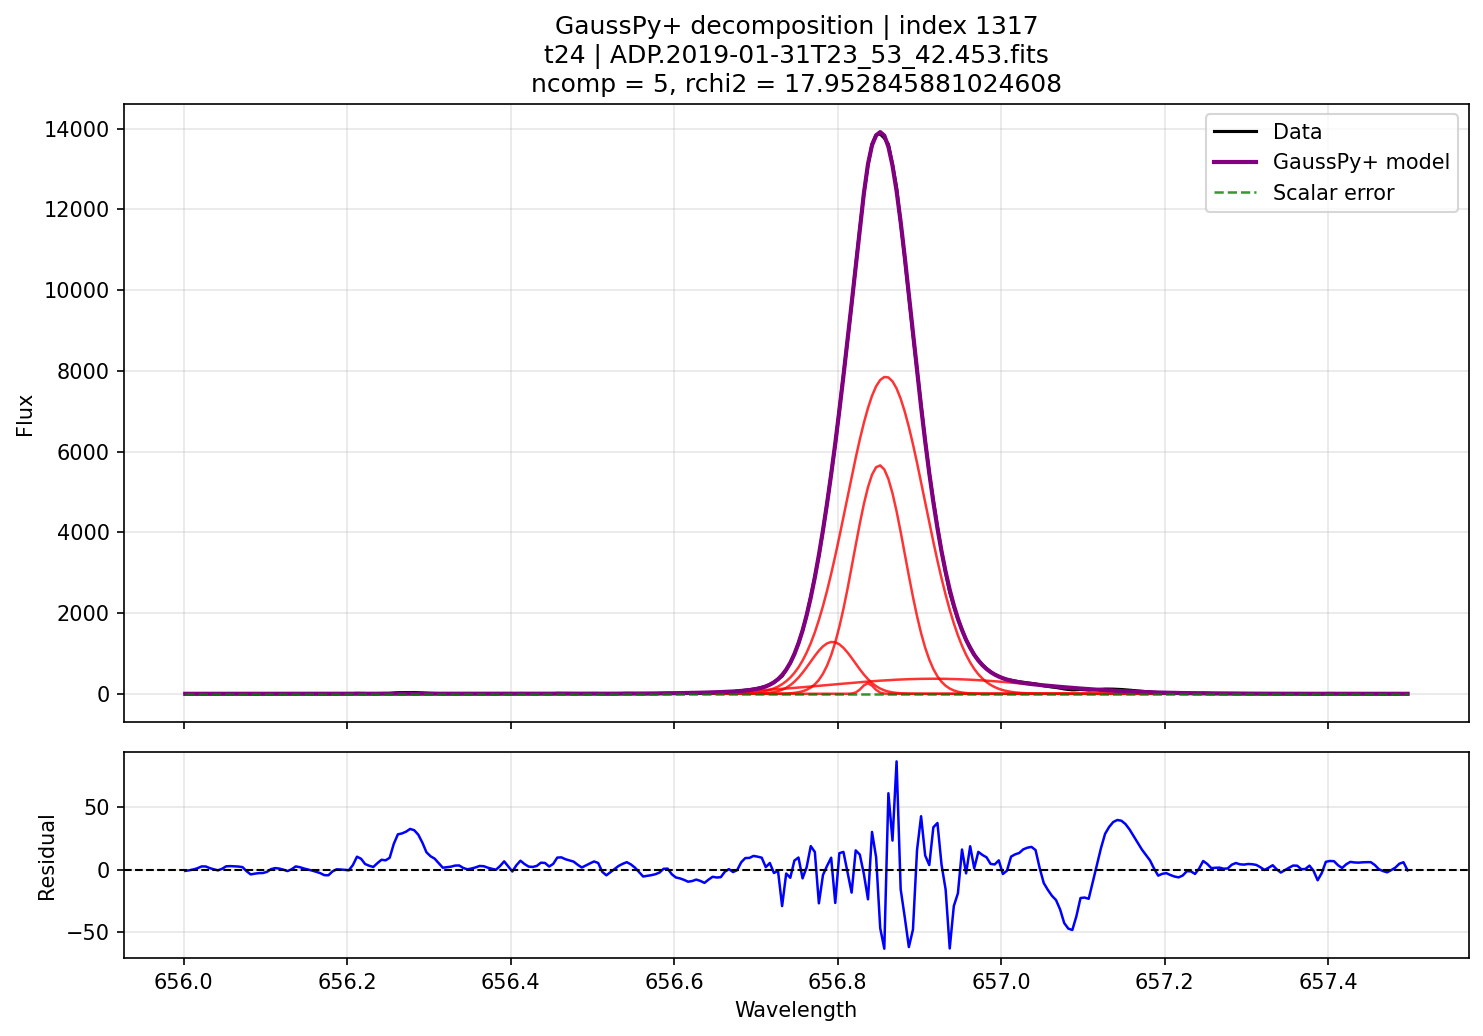 GaussPy+ decomposition | index 1317
t24 | ADP.2019-01-31T23_53_42.453.fits
ncomp = 5, rchi2 = 17.952845881024608
14000
12000
10000
8000
6000
4000
2000
0
Flux
Data
GaussPy+ model
Scalar error
50
0
−50
Residual
656.0
656.2
656.4
656.6
656.8
657.0
657.2
657.4
Wavelength